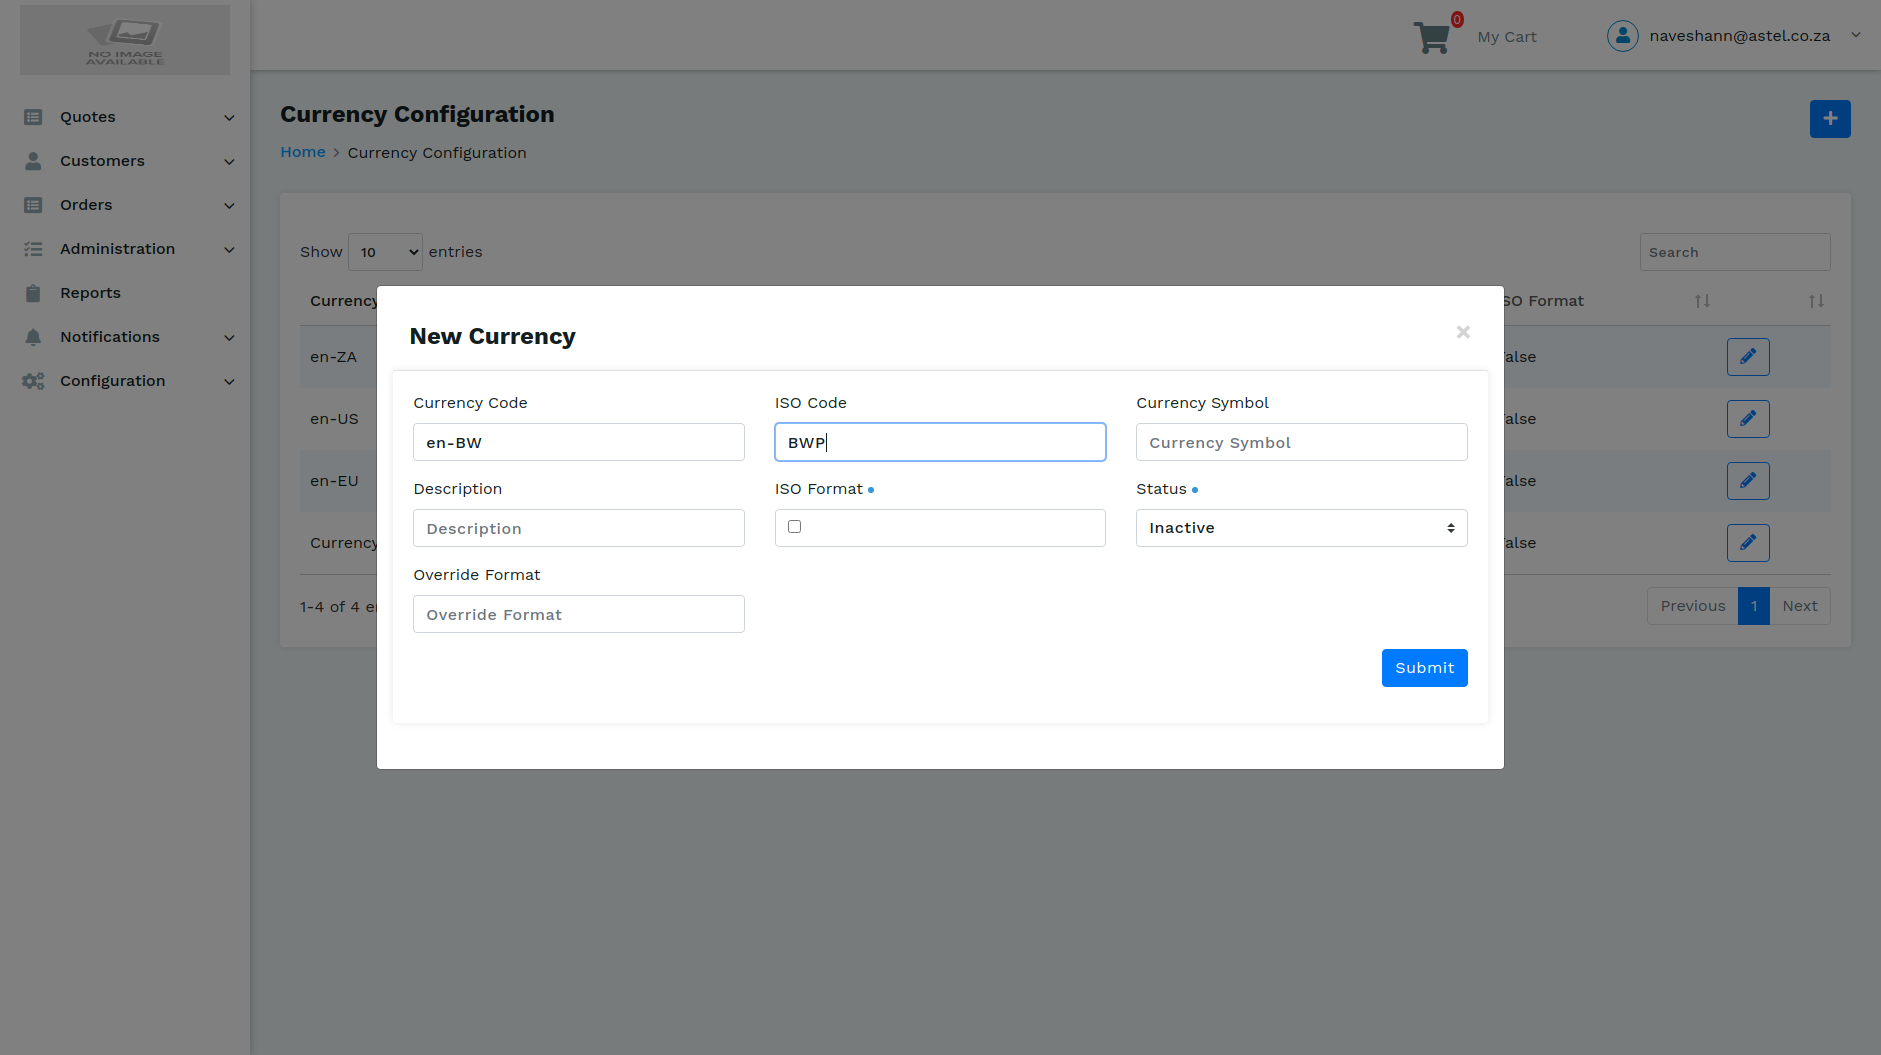 NO IMAGE
AVAILABLE
0
My Cart
naveshann@astel.co.za
Quotes
Customers
Orders
Administration
Reports
Notifications
Configuration
Currency Configuration
Home > Currency Configuration
Show 10 entries
Search
Currency
SO Format
en-ZA
alse
en-US
alse
en-EU
alse
Currency
alse
1-4 of 4 e
Previous 1 Next
New Currency
×
Currency Code
ISO Code
Currency Symbol
en-BW
BWP
Currency Symbol
Description
ISO Format
Status
Description
Inactive
Override Format
Override Format
Submit